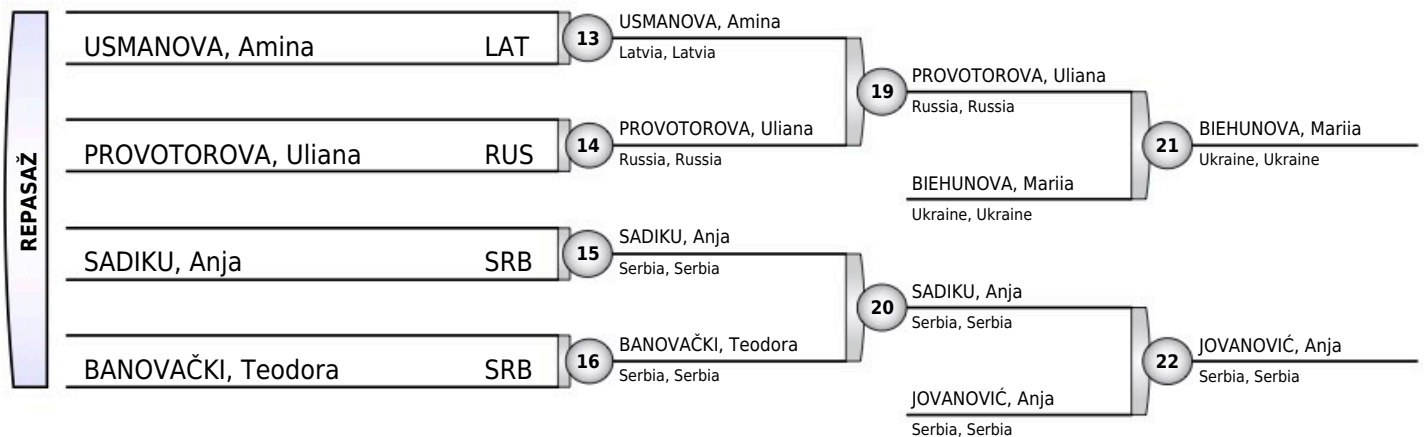 REPASAŽ
USMANOVA, Amina LAT
13
USMANOVA, Amina
Latvia, Latvia
PROVOTOROVA, Uliana RUS
14
PROVOTOROVA, Uliana
Russia, Russia
19
PROVOTOROVA, Uliana
Russia, Russia
BIEHUNOVA, Mariia
Ukraine, Ukraine
21
BIEHUNOVA, Mariia
Ukraine, Ukraine
SADIKU, Anja SRB
15
SADIKU, Anja
Serbia, Serbia
BANOVAČKI, Teodora SRB
16
BANOVAČKI, Teodora
Serbia, Serbia
20
SADIKU, Anja
Serbia, Serbia
JOVANOVIĆ, Anja
Serbia, Serbia
22
JOVANOVIĆ, Anja
Serbia, Serbia